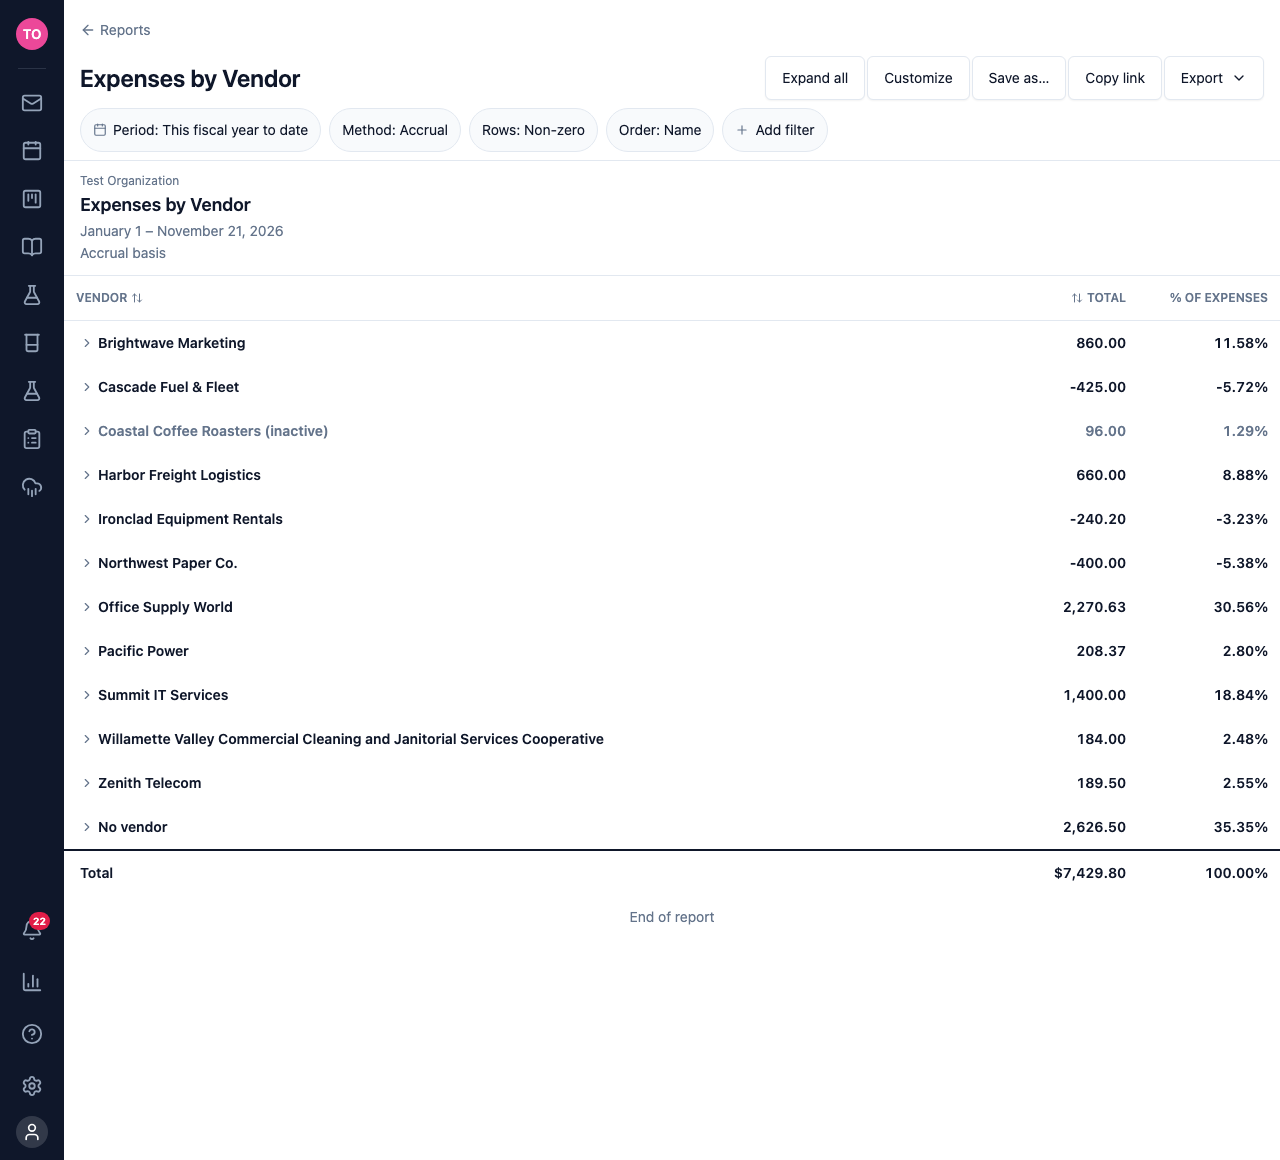 TO
Reports
Expenses by Vendor
Expand all
Customize
Save as...
Copy link
Export
Period: This fiscal year to date
Method: Accrual
Rows: Non-zero
Order: Name
Add filter
Test Organization
Expenses by Vendor
January 1 – November 21, 2026
Accrual basis
VENDOR TOTAL % OF EXPENSES
Brightwave Marketing 860.00 11.58%
Cascade Fuel & Fleet -425.00 -5.72%
Coastal Coffee Roasters (inactive) 96.00 1.29%
Harbor Freight Logistics 660.00 8.88%
Ironclad Equipment Rentals -240.20 -3.23%
Northwest Paper Co. -400.00 -5.38%
Office Supply World 2,270.63 30.56%
Pacific Power 208.37 2.80%
Summit IT Services 1,400.00 18.84%
Willamette Valley Commercial Cleaning and Janitorial Services Cooperative 184.00 2.48%
Zenith Telecom 189.50 2.55%
No vendor 2,626.50 35.35%
Total $7,429.80 100.00%
End of report
22